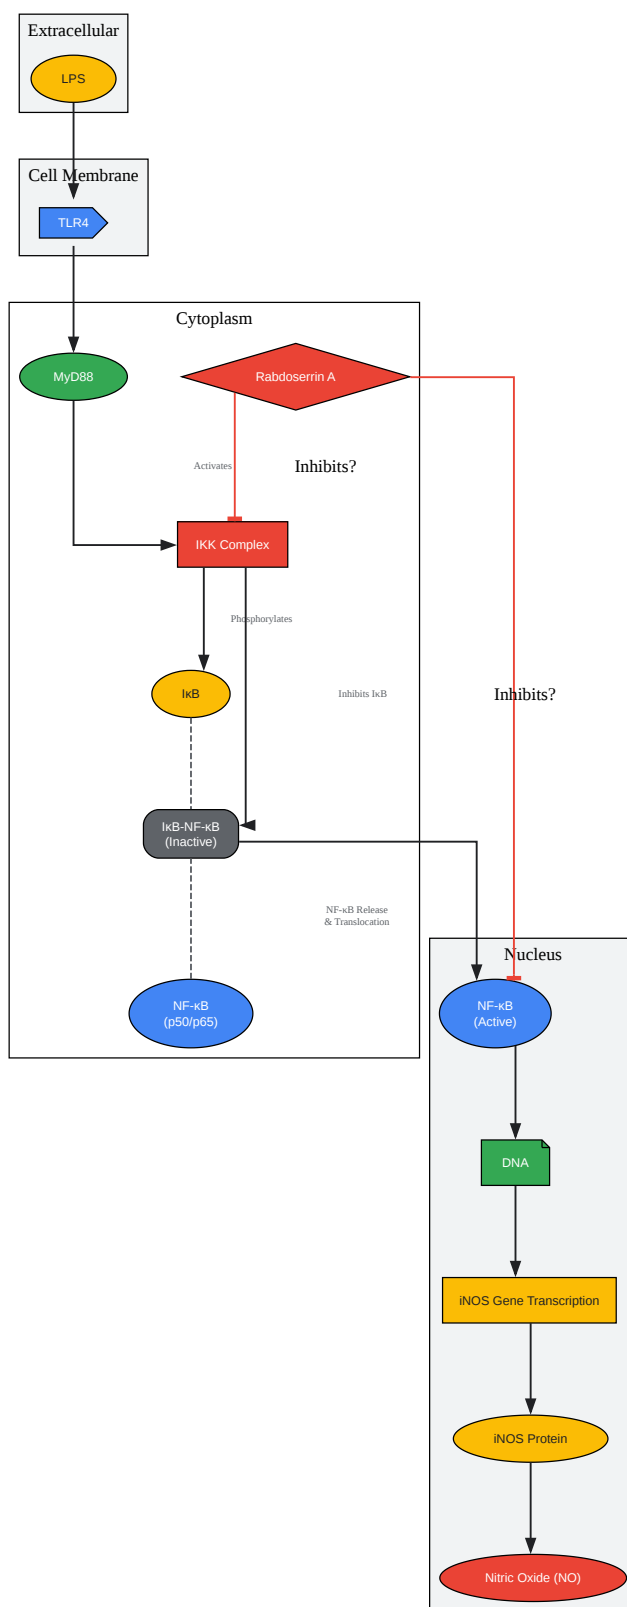 Extracellular
LPS
Cell Membrane
TLR4
Cytoplasm
MyD88
Rabdoserrin A
Activates
Inhibits?
IKK Complex
Phosphorylates
IκB
Inhibits IκB
Inhibits?
IκB-NF-κB
(Inactive)
NF-κB Release
& Translocation
Nucleus
NF-κB
(p50/p65)
NF-κB
(Active)
DNA
iNOS Gene Transcription
iNOS Protein
Nitric Oxide (NO)